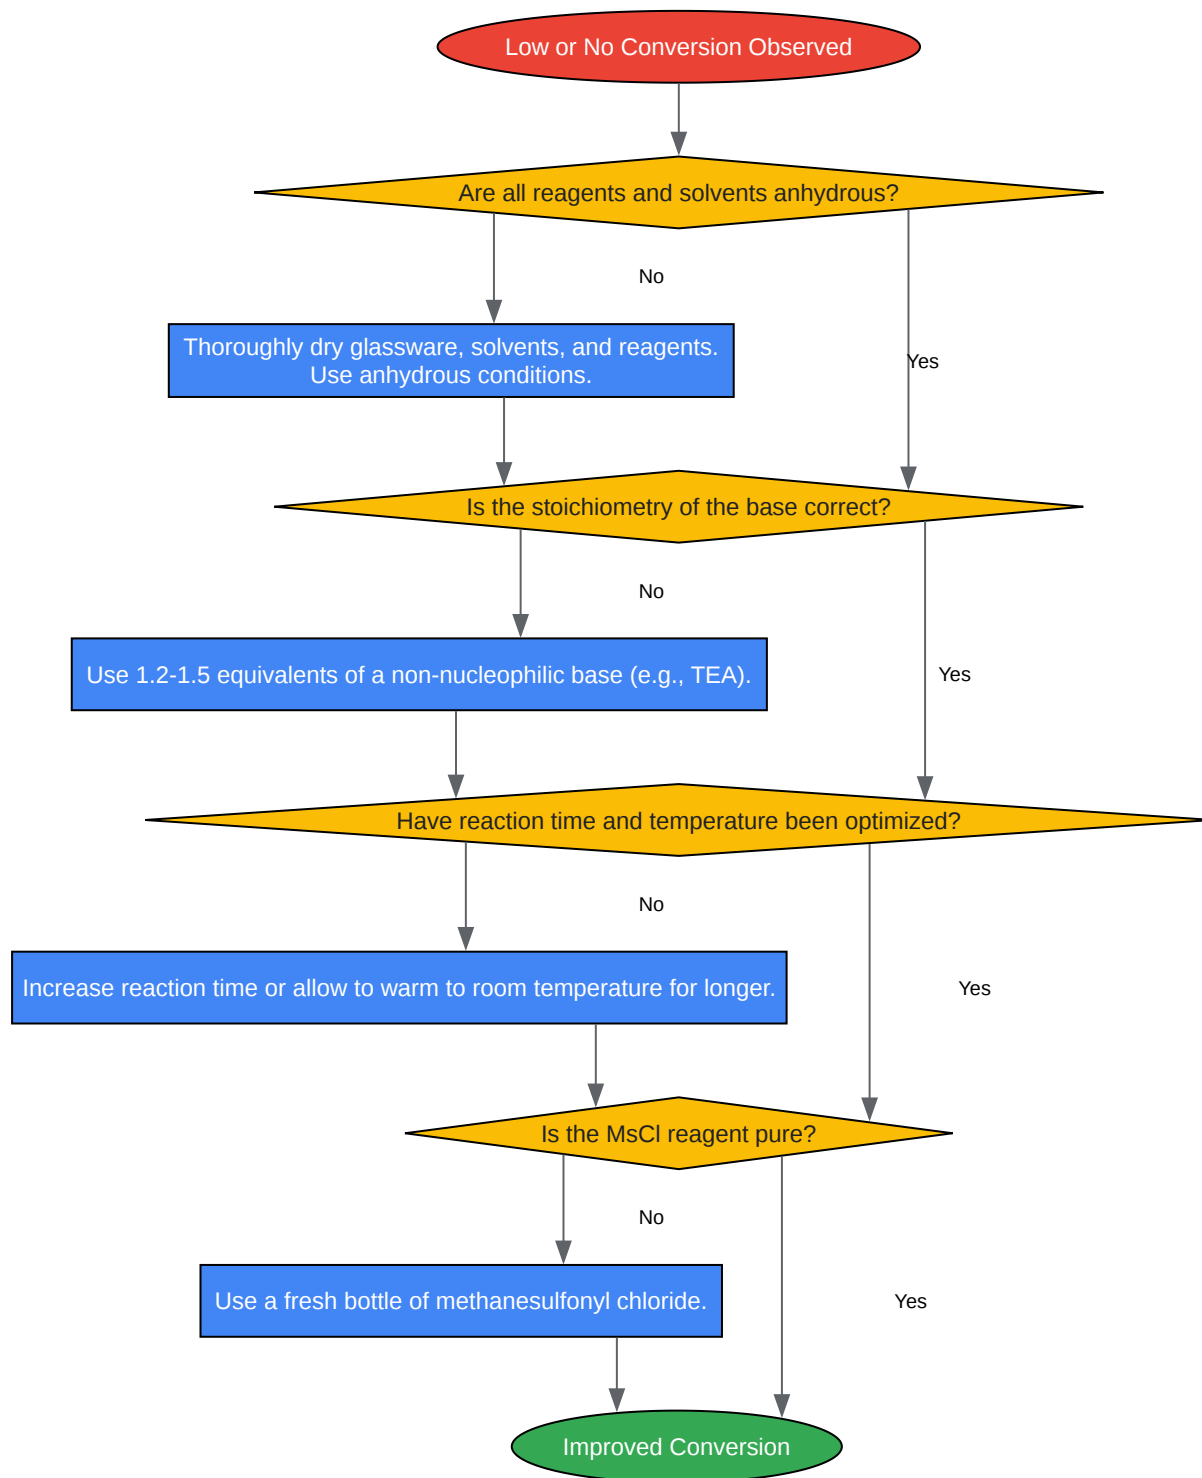 Low or No Conversion Observed
Are all reagents and solvents anhydrous?
No
Thoroughly dry glassware, solvents, and reagents.
Use anhydrous conditions.
Yes
Is the stoichiometry of the base correct?
No
Use 1.2-1.5 equivalents of a non-nucleophilic base (e.g., TEA).
Yes
Have reaction time and temperature been optimized?
No
Increase reaction time or allow to warm to room temperature for longer.
Yes
Is the MsCl reagent pure?
No
Use a fresh bottle of methanesulfonyl chloride.
Yes
Improved Conversion